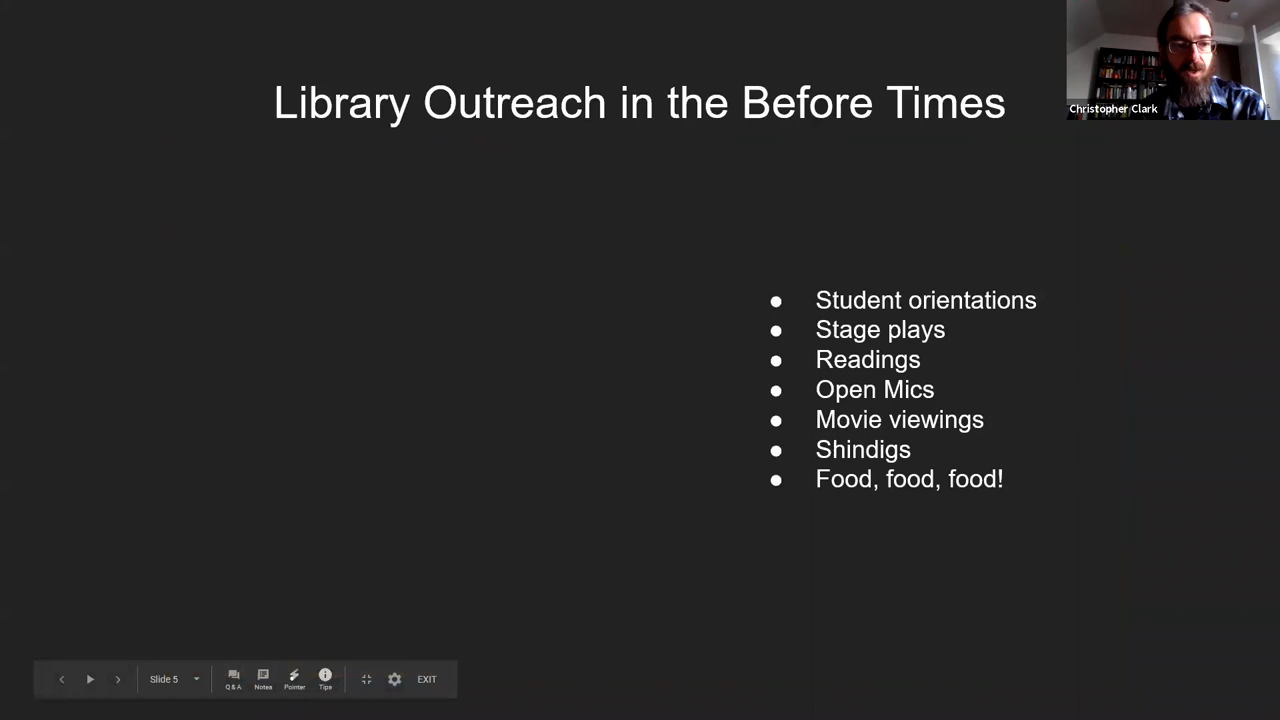 Library Outreach in the Before Times
Christopher Clark
● Student orientations
● Stage plays
● Readings
● Open Mics
● Movie viewings
● Shindigs
● Food, food, food!
Slide 5
Q & A
Notes
Pointer
Tips
EXIT